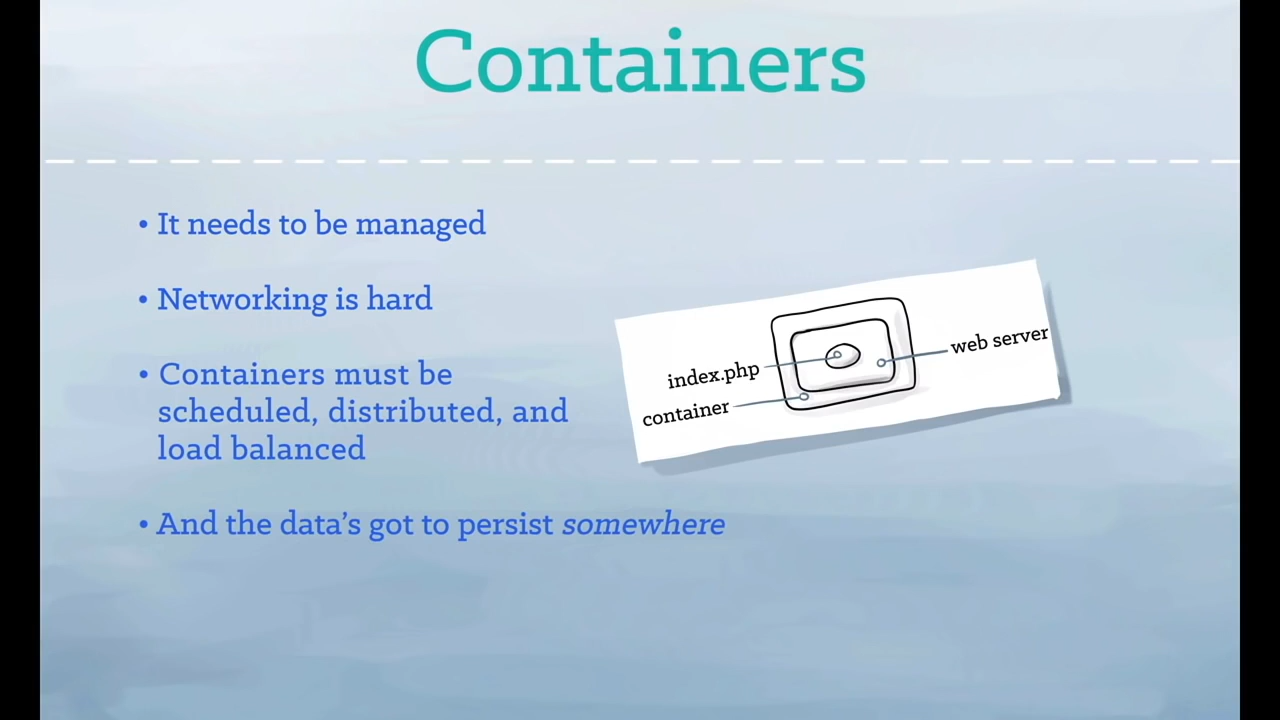 Containers
• It needs to be managed
• Networking is hard
• Containers must be
scheduled, distributed, and
load balanced
• And the data's got to persist somewhere
index.php
container
web server